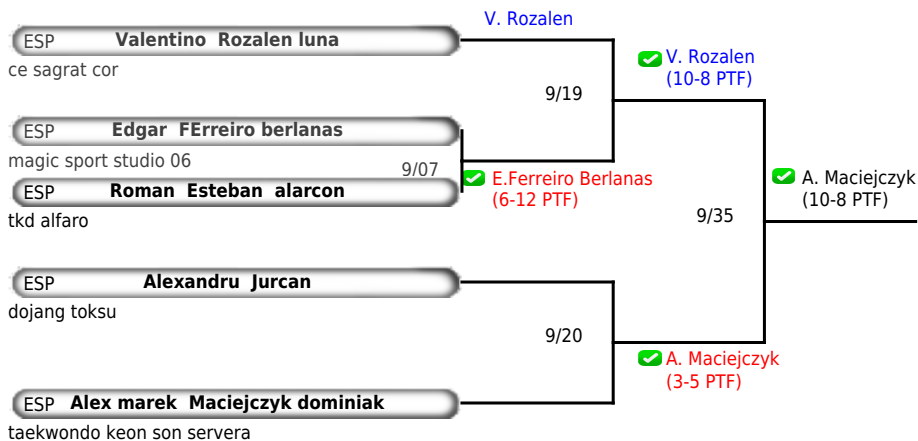 V. Rozalen
ESP Valentino Rozalen luna
ce sagrat cor
V. Rozalen
(10-8 PTF)
9/19
ESP Edgar FErreiro berlanas
magic sport studio 06
9/07
E.Ferreiro Berlanas
(6-12 PTF)
ESP Roman Esteban alarcon
tkd alfaro
A. Maciejczyk
(10-8 PTF)
9/35
ESP Alexandru Jurcan
dojang toksu
9/20
A. Maciejczyk
(3-5 PTF)
ESP Alex marek Maciejczyk dominiak
taekwondo keon son servera